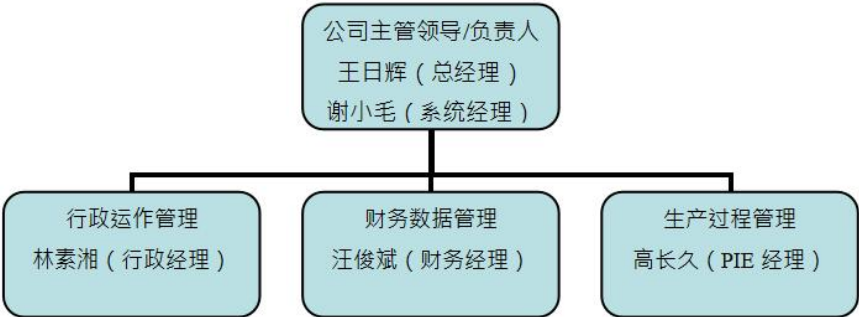 公司主管领导/负责人
王日辉（总经理）
谢小毛（系统经理）
行政运作管理
林素湘（行政经理）
财务数据管理
汪俊斌（财务经理）
生产过程管理
高长久（PIE 经理）